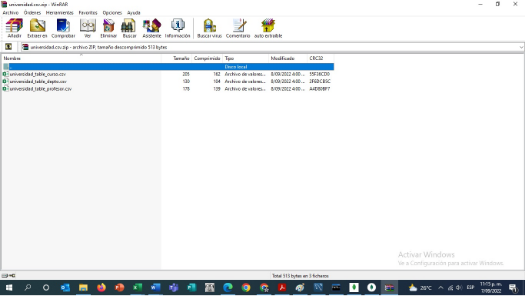 universidad.csv.zip - WinRAR
Archivo Órdenes Herramientas Favoritos Opciones Ayuda
Añadir Extraer en Comprobar Ver Eliminar Buscar Asistente Información Buscar virus Comentario auto extraíble
universidad.csv.zip - archivo ZIP, tamaño descomprimido 513 bytes
Nombre Tamaño Comprimido Tipo Modificado CRC32
Disco local
universidad_table_curso.csv 205 162 Archivo de valores... 8/09/2022 4:00 ...
universidad_table_depto.csv 130 104 Archivo de valores... 8/09/2022 4:00 ...
universidad_table_profesor.csv 178 139 Archivo de valores... 8/09/2022 4:00 ...
Activar Windows
Ve a Configuración para activar Windows.
Total 513 bytes en 3 ficheros
26°C ESP 11:15 p. m.
7/09/2022